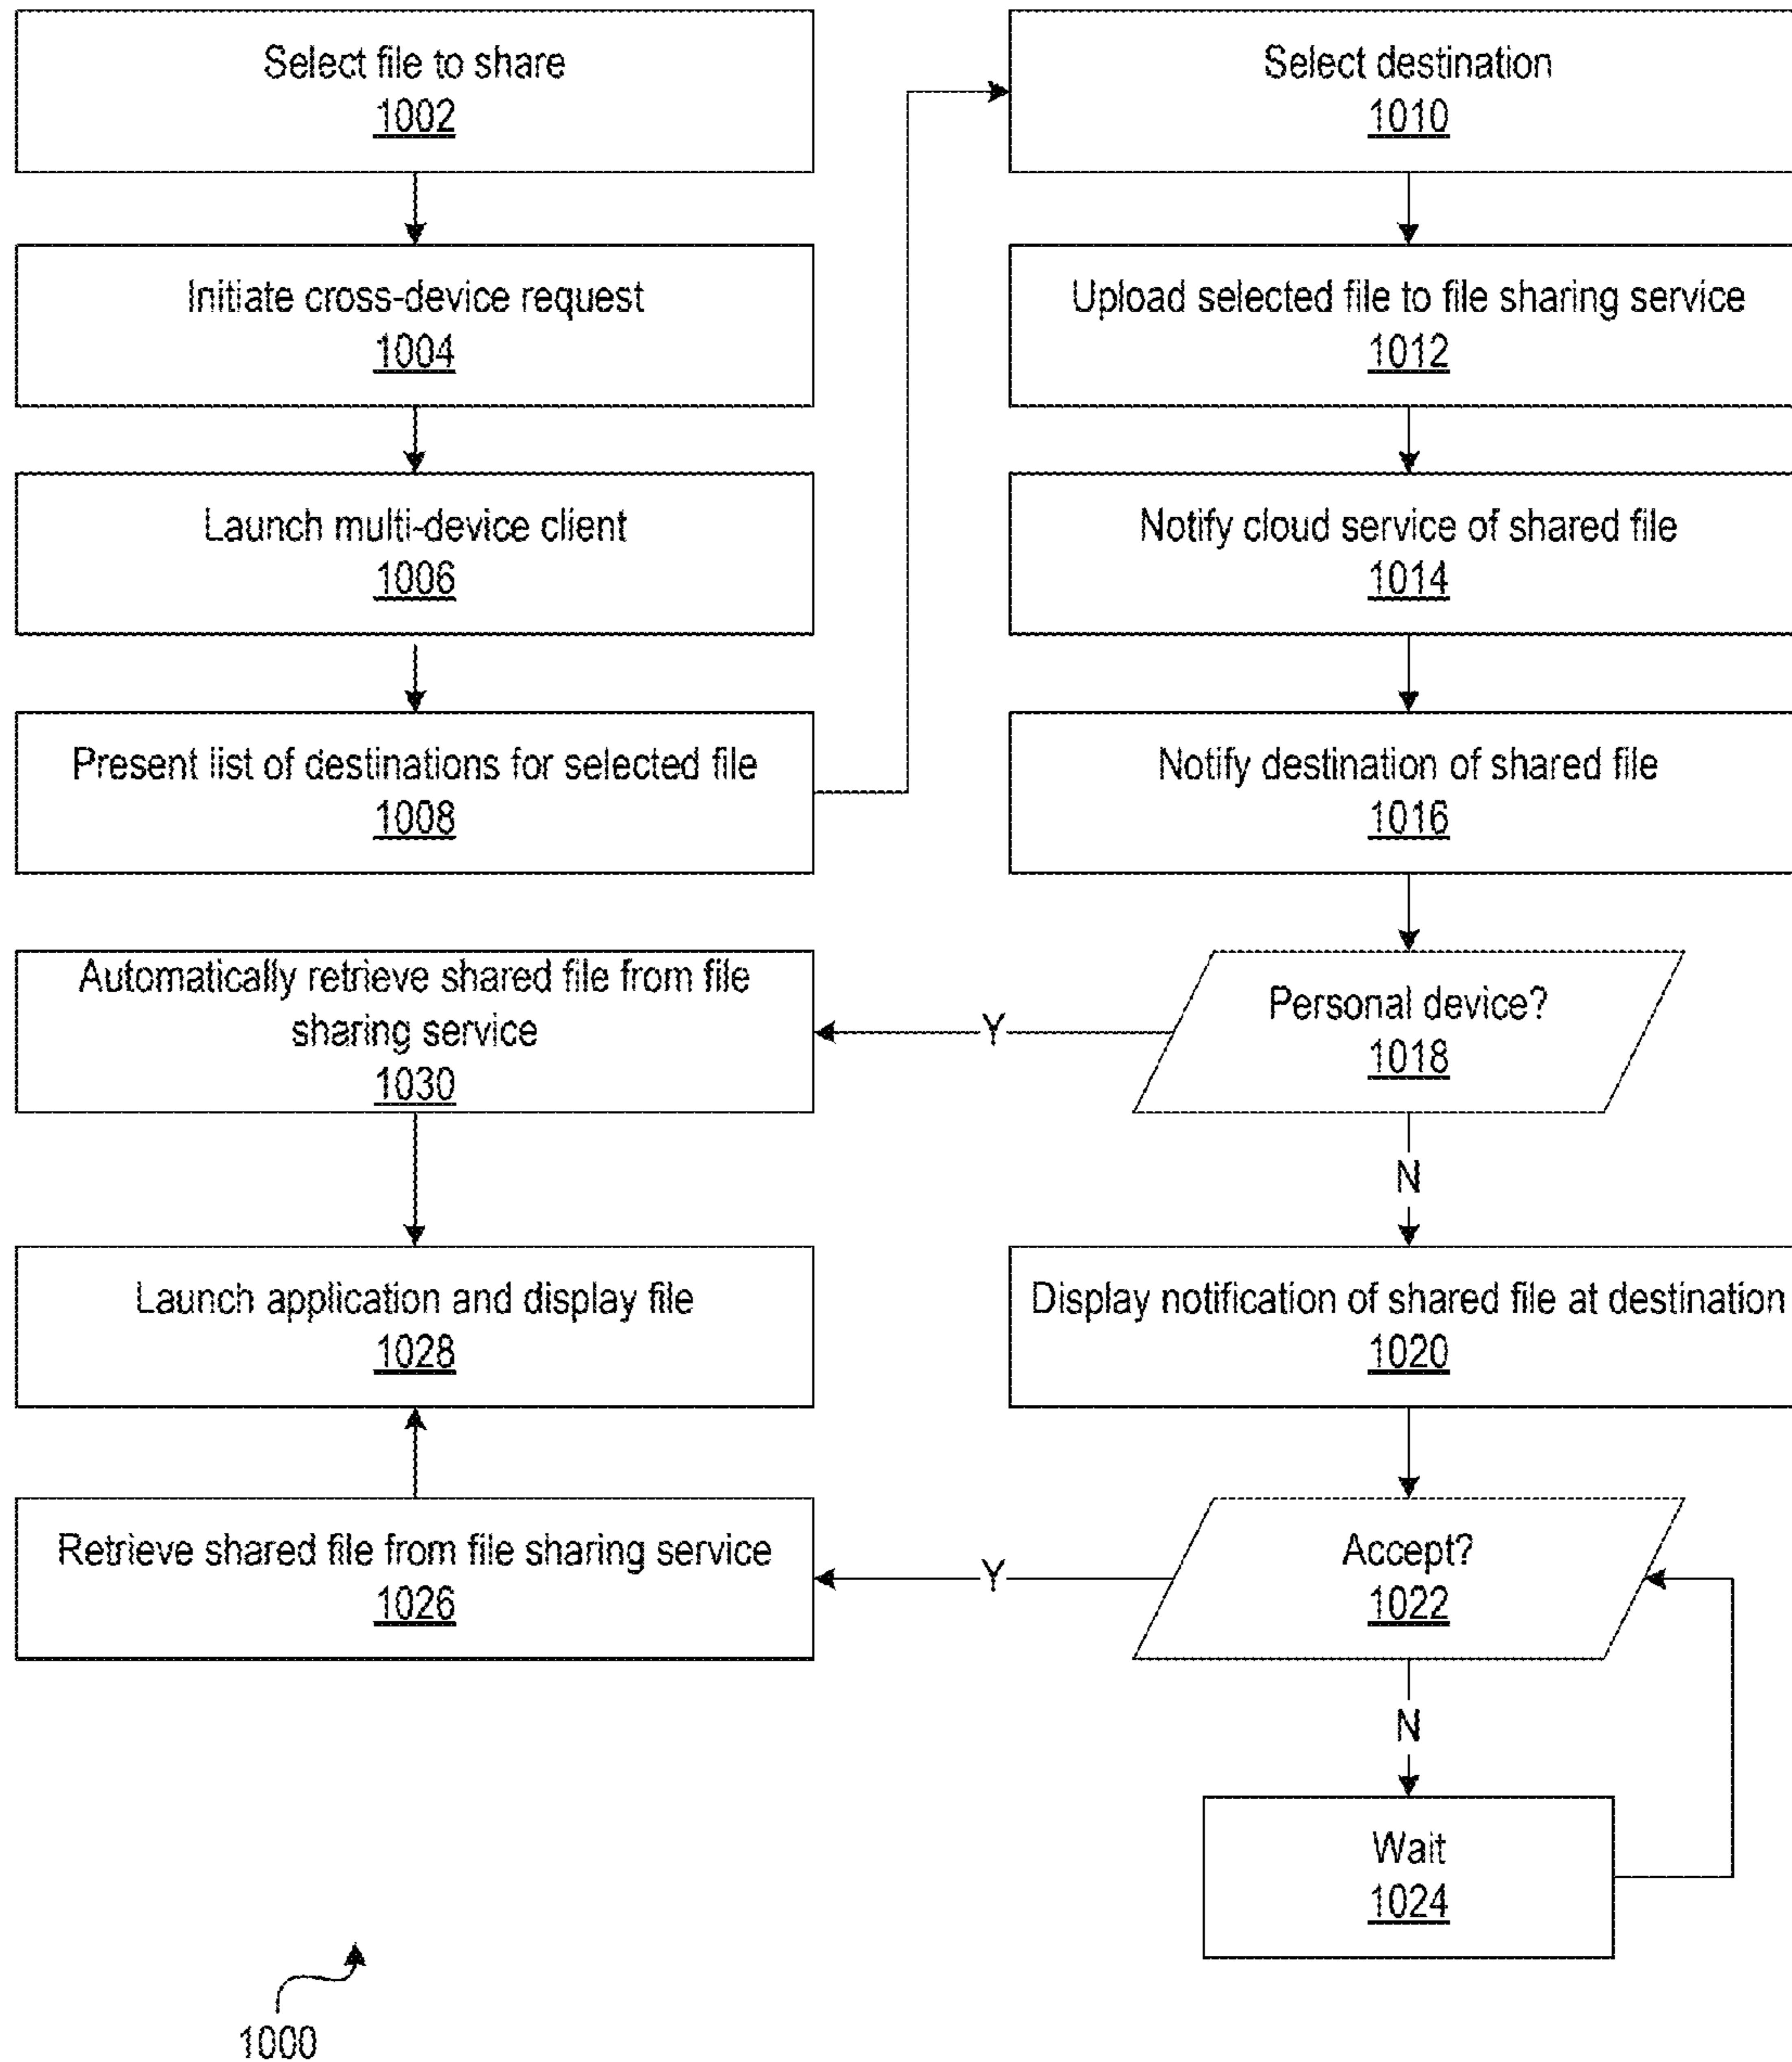 Select file to share
1002
Initiate cross-device request
1004
Launch multi-device client
1006
Present list of destinations for selected file
1008
Select destination
1010
Upload selected file to file sharing service
1012
Notify cloud service of shared file
1014
Notify destination of shared file
1016
Personal device?
1018
Y
N
Automatically retrieve shared file from file
sharing service
1030
Launch application and display file
1028
Display notification of shared file at destination
1020
Accept?
1022
Y
N
Retrieve shared file from file sharing service
1026
Wait
1024
1000